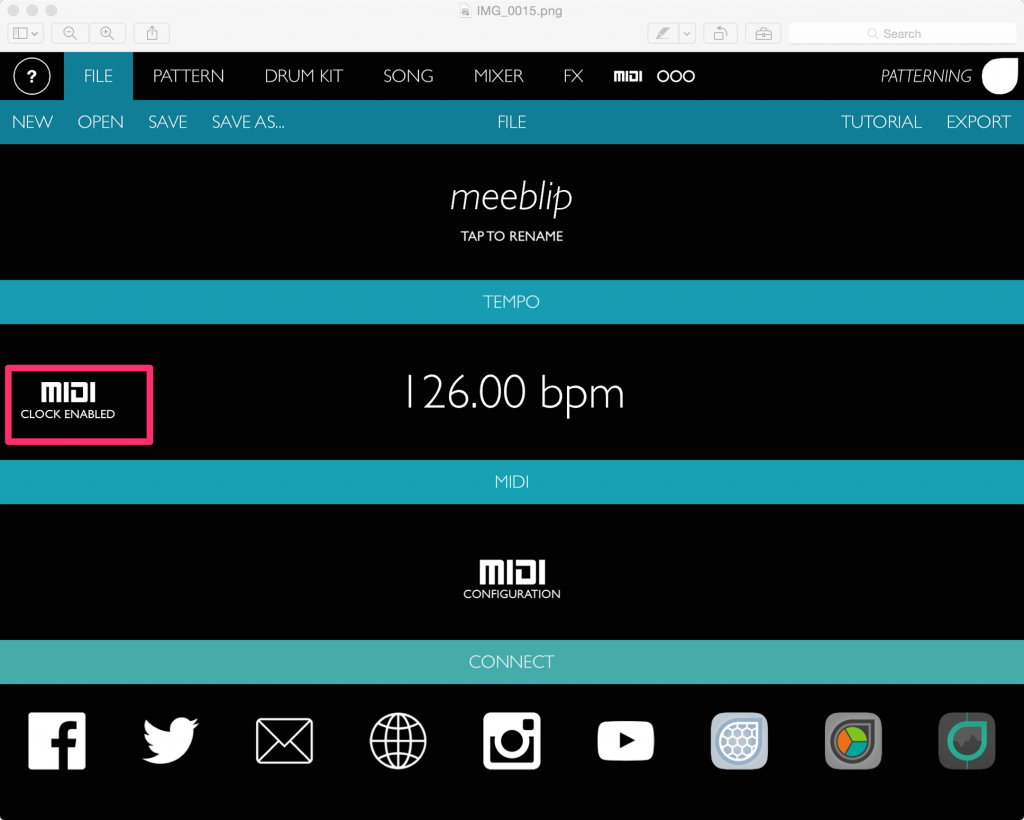 IMG_0015.png
Search
? FILE PATTERN DRUM KIT SONG MIXER FX MIDI PATTERNING
NEW OPEN SAVE SAVE AS... FILE TUTORIAL EXPORT
meeblip
TAP TO RENAME
TEMPO
MIDI
CLOCK ENABLED
126.00 bpm
MIDI
MIDI
CONFIGURATION
CONNECT